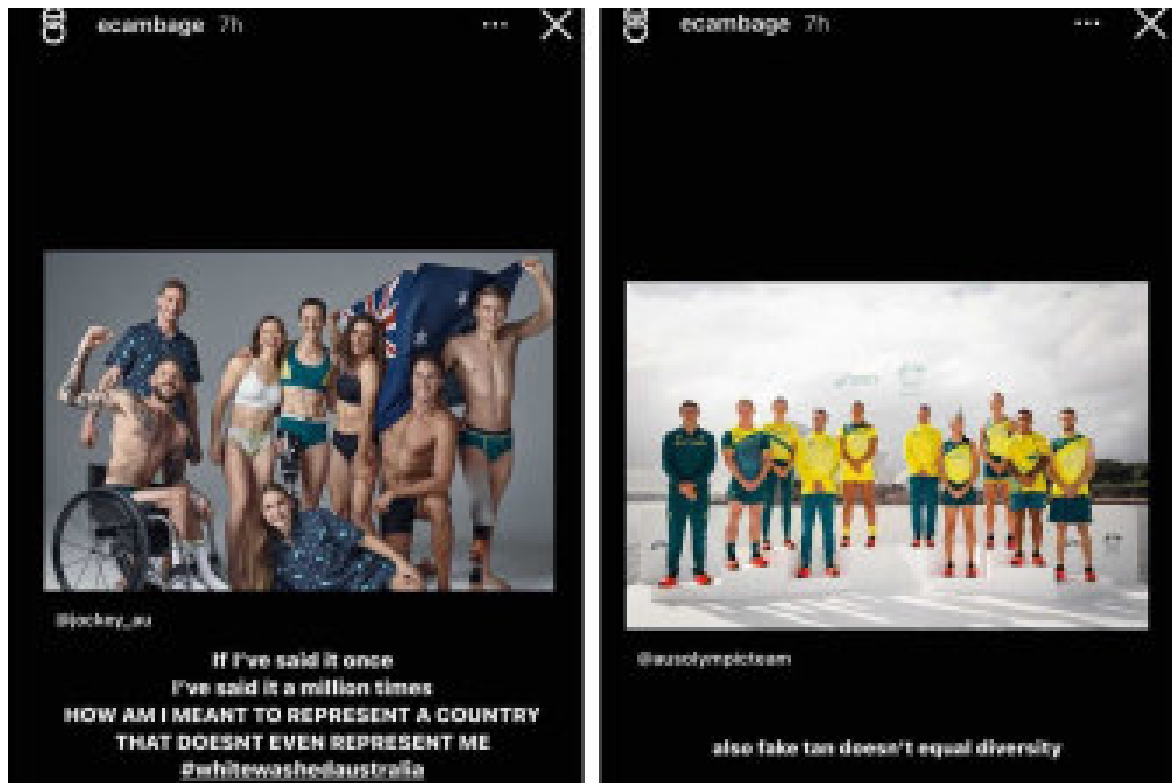 ecambage 7h
@jockey_au
If I've said it once
I've said it a million times
HOW AM I MEANT TO REPRESENT A COUNTRY
THAT DOESNT EVEN REPRESENT ME
#whitewashedaustralia
ecambage 7h
@ausolympicteam
also fake tan doesn't equal diversity